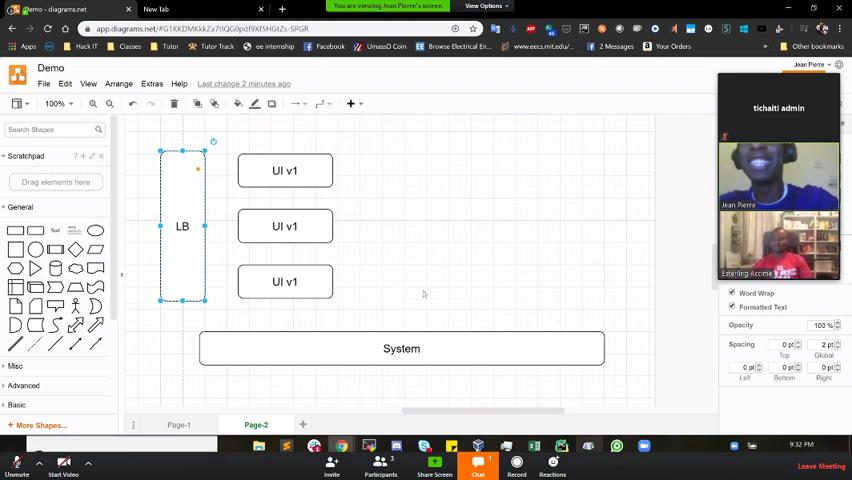 You are viewing Jean Pierre's screen
View Options
Demo - diagrams.net
New Tab
app.diagrams.net/#G1KKDMKkkZa7tlQG0pdf9Xf5HGtZs-SPGR
Apps
Hack IT
Classes
Tutor
Tutor Track
ee internship
Facebook
UmassD Com
Browse Electrical En...
www.eecs.mit.edu/...
2 Messages
Your Orders
Other bookmarks
Demo
Jean Pierre
File Edit View Arrange Extras Help Last change 2 minutes ago
100%
Search Shapes
Scratchpad
Drag elements here
General
Text
Misc
Advanced
Basic
+ More Shapes...
LB
UI v1
UI v1
UI v1
System
tichaiti admin
Jean Pierre
Esterling Accime
Word Wrap
Formatted Text
Opacity 100 %
Spacing 0 pt 2 pt
Top Global
0 pt 0 pt 0 pt
Left Bottom Right
Page-1
Page-2
9:32 PM
Unmute
Start Video
Invite
Participants 3
Share Screen
Chat 1
Record
Reactions
Leave Meeting